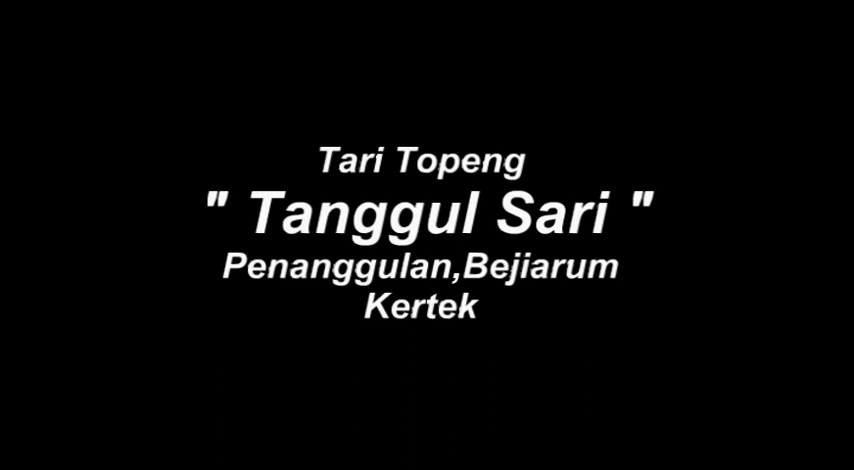 Tari Topeng
" Tanggul Sari "
Penanggulan,Bejiarum
Kertek